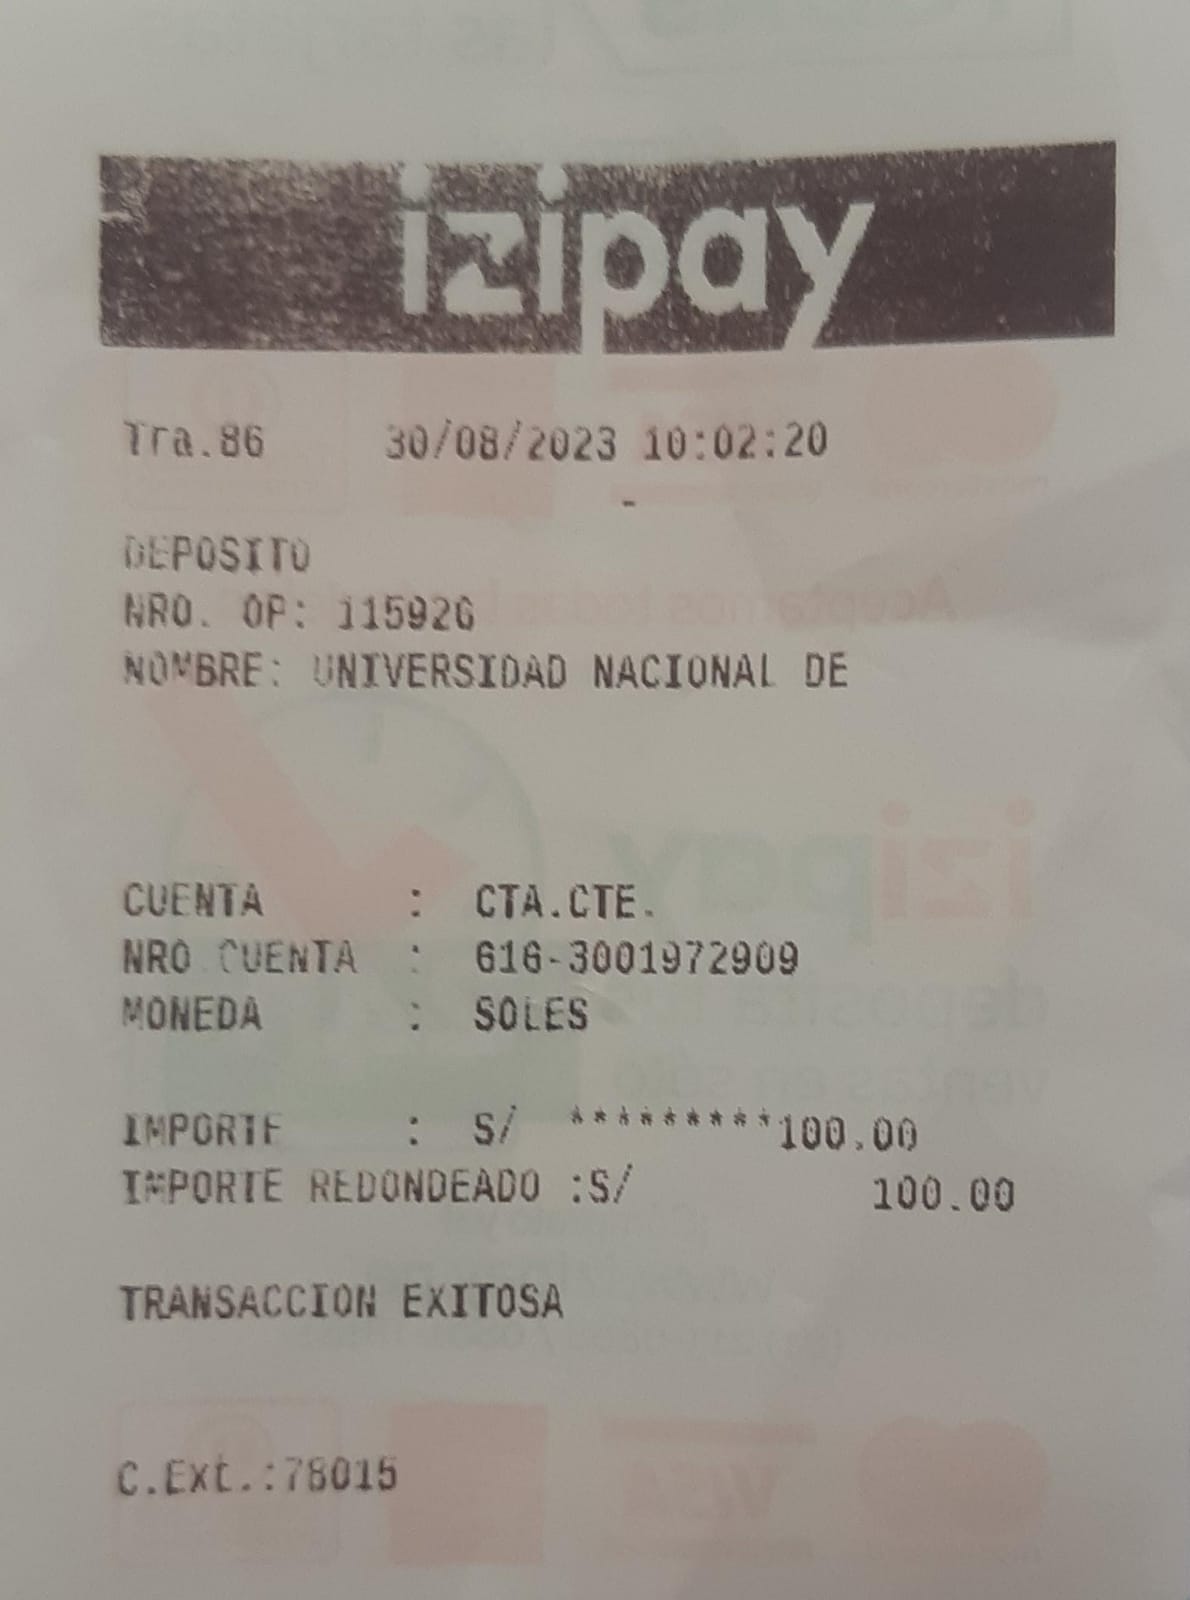 izipay
Tra.86 30/08/2023 10:02:20
-
DEPOSITO
NRO. OP: 115926
NOMBRE: UNIVERSIDAD NACIONAL DE
CUENTA : CTA.CTE.
NRO CUENTA : 616-3001972909
MONEDA : SOLES
IMPORTE : S/ *********100.00
IMPORTE REDONDEADO :S/ 100.00
TRANSACCION EXITOSA
C.Ext.:78015